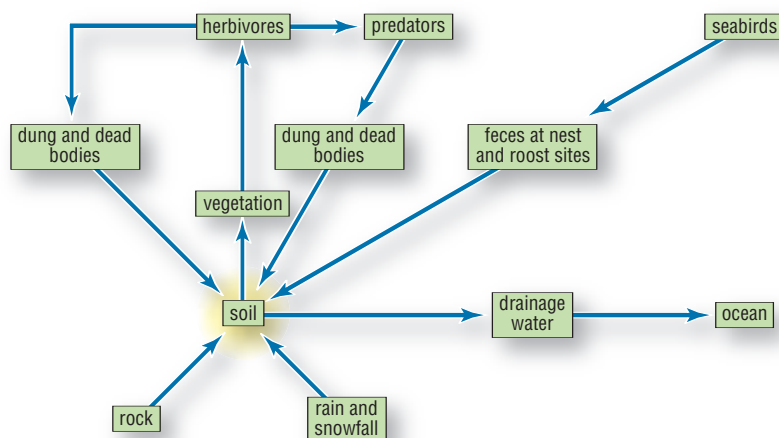 herbivores
predators
seabirds
dung and dead
bodies
dung and dead
bodies
feces at nest
and roost sites
vegetation
soil
drainage
water
ocean
rock
rain and
snowfall